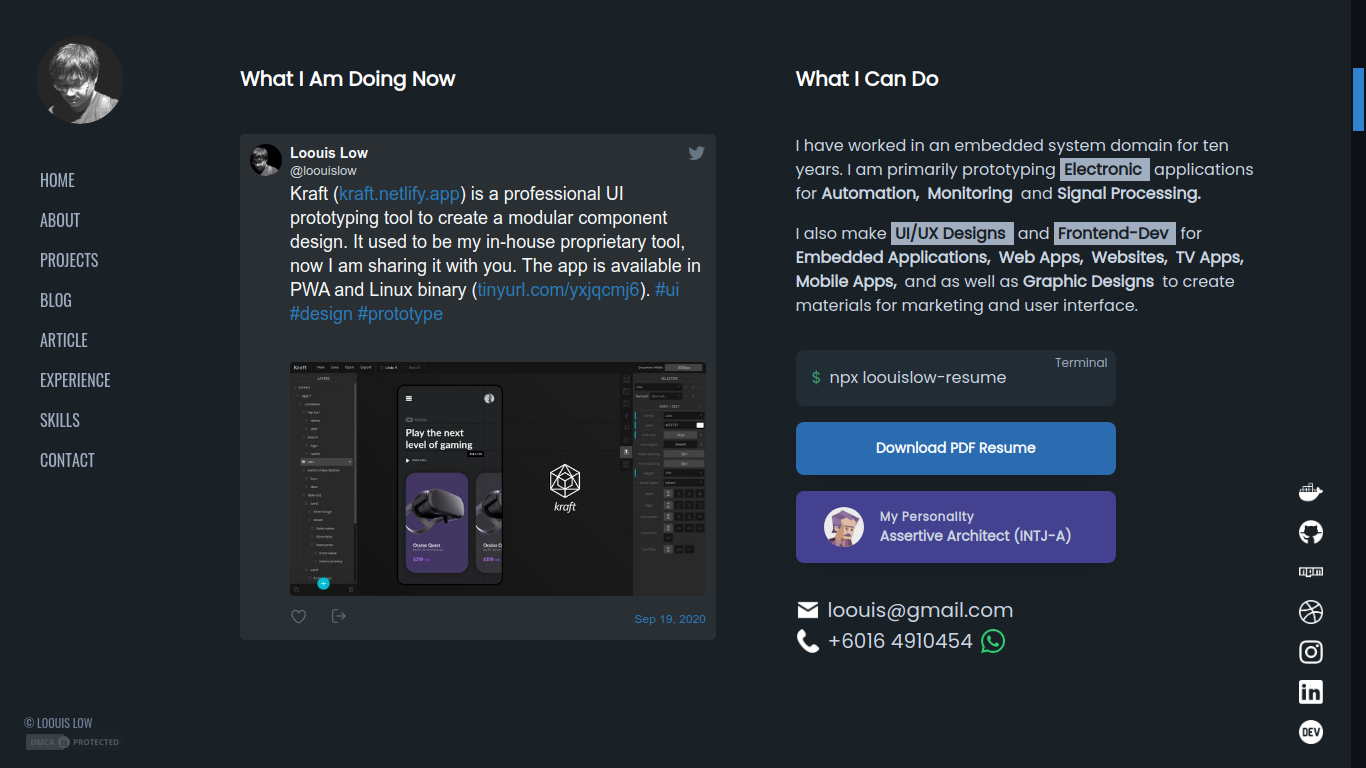 HOME
ABOUT
PROJECTS
BLOG
ARTICLE
EXPERIENCE
SKILLS
CONTACT
© LOOUIS LOW
DMCA PROTECTED
What I Am Doing Now
Loouis Low
@loouislow
Kraft (kraft.netlify.app) is a professional UI
prototyping tool to create a modular component
design. It used to be my in-house proprietary tool,
now I am sharing it with you. The app is available in
PWA and Linux binary (tinyurl.com/yxjqcmj6). #ui
#design #prototype
Kraft
LAYERS
Play the next
level of gaming
Oculus Quest
$399
kraft
SELECTOR
Sep 19, 2020
What I Can Do
I have worked in an embedded system domain for ten
years. I am primarily prototyping Electronic applications
for Automation, Monitoring and Signal Processing.
I also make UI/UX Designs and Frontend-Dev for
Embedded Applications, Web Apps, Websites, TV Apps,
Mobile Apps, and as well as Graphic Designs to create
materials for marketing and user interface.
Terminal
$ npx loouislow-resume
Download PDF Resume
My Personality
Assertive Architect (INTJ-A)
loouis@gmail.com
+6016 4910454
npm
in
DEV